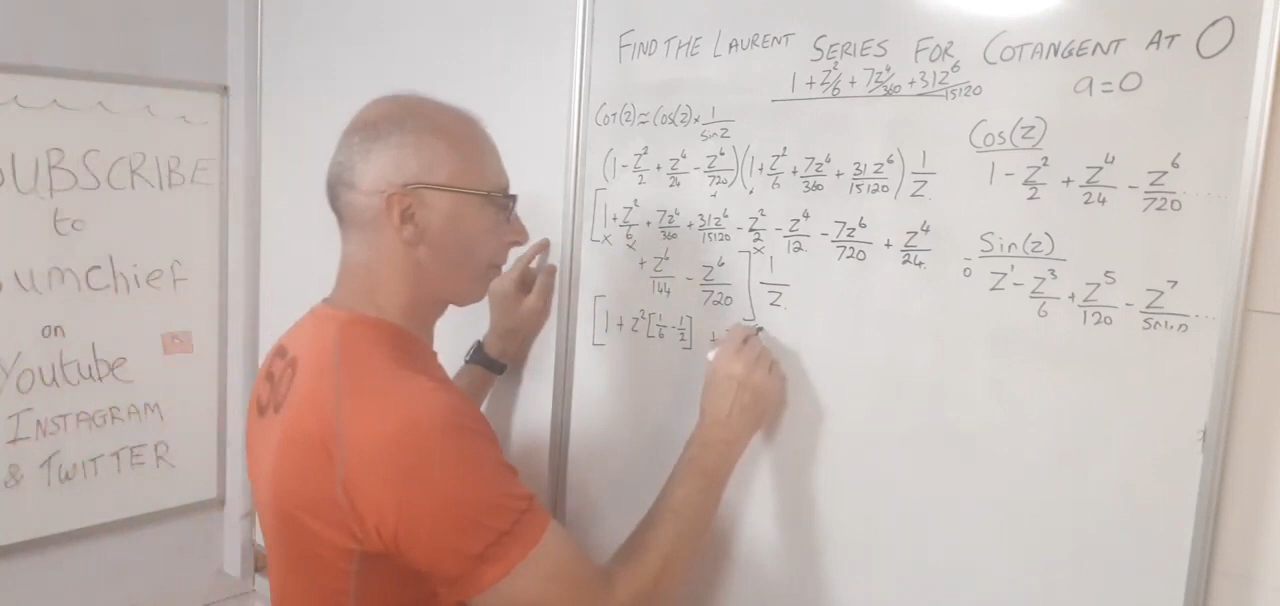 SUBSCRIBE
to
Sumchief
on
Youtube
INSTAGRAM
& TWITTER
50
FIND THE LAURENT SERIES FOR COTANGENT AT 0
1 + z²/6 + 7z⁴/360 + 31z⁶/15120
a=0
Cot(z) ≈ Cos(z) × 1/sin z
(1 - z²/2 + z⁴/24 - z⁶/720)(1 + z²/6 + 7z⁴/360 + 31z⁶/15120) 1/z
[1 + z²/6 + 7z⁴/360 + 31z⁶/15120 - z²/2 - z⁴/12 - 7z⁶/720 + z⁴/24
+ z⁶/144 - z⁶/720] 1/z
[1 + z²[1/6 - 1/2] +
Cos(z)
1 - z²/2 + z⁴/24 - z⁶/720 ....
Sin(z)
z¹ - z³/6 + z⁵/120 - z⁷/5040 ...